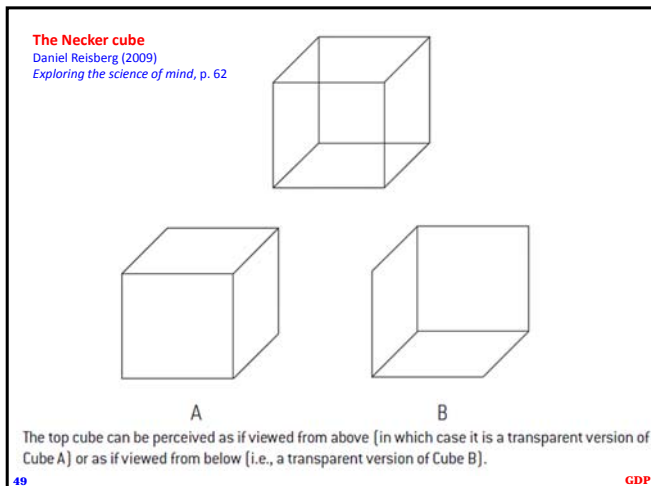 The Necker cube
Daniel Reisberg (2009)
Exploring the science of mind, p. 62
A
B
The top cube can be perceived as if viewed from above (in which case it is a transparent version of
Cube A) or as if viewed from below (i.e., a transparent version of Cube B).
49
GDP